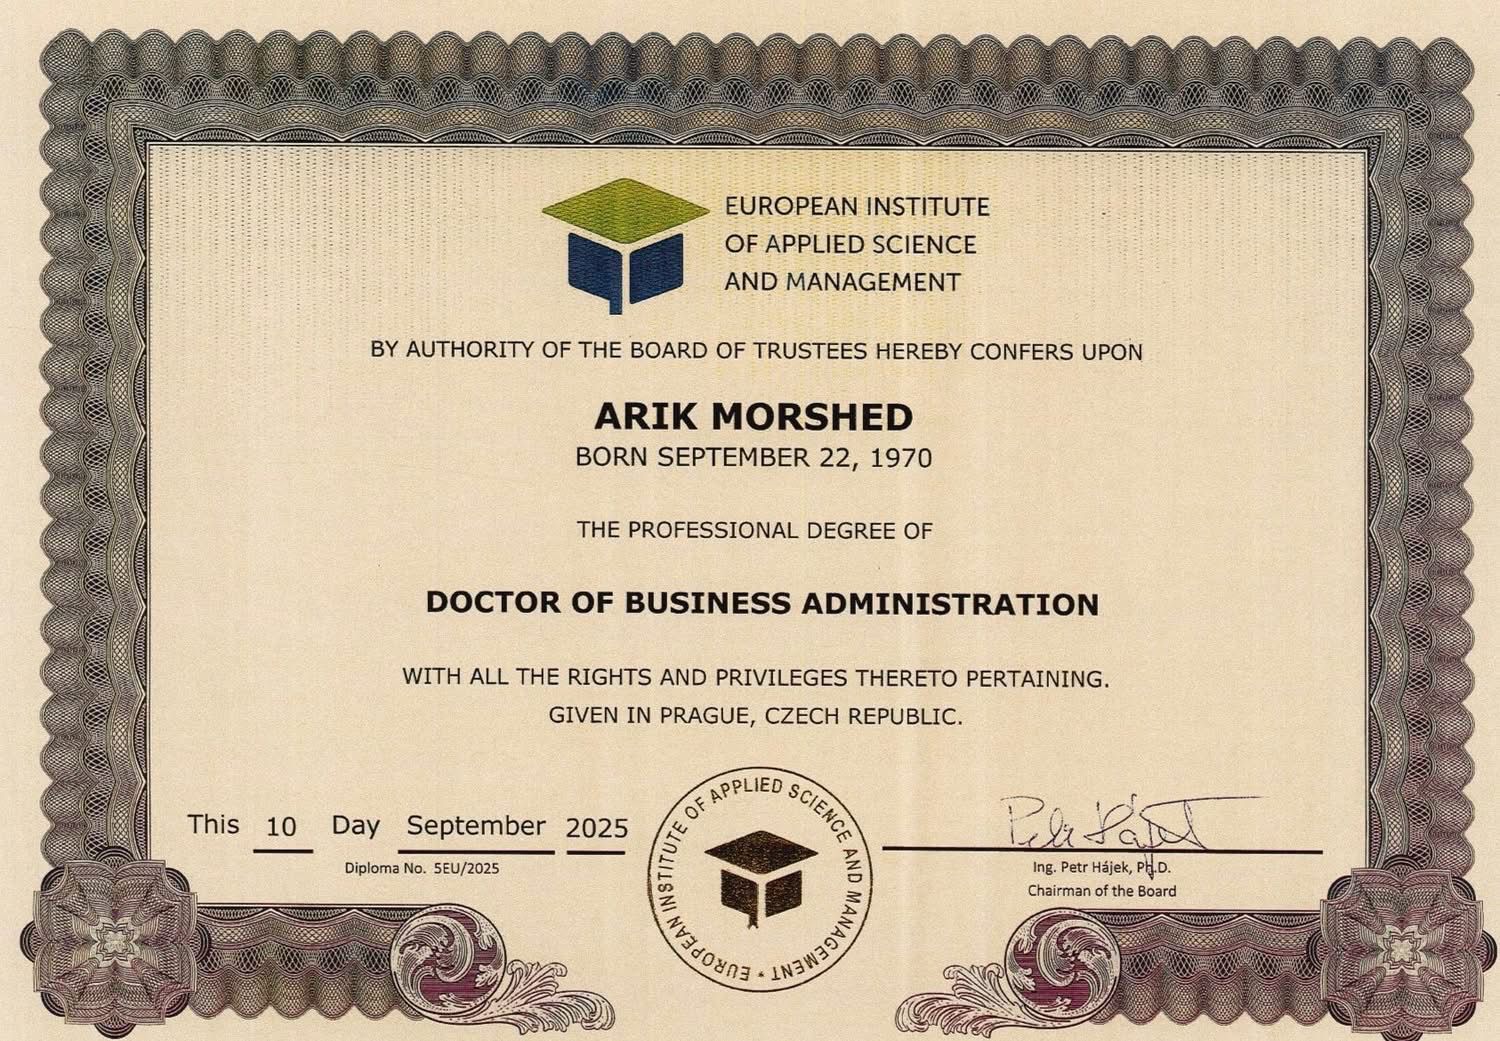 EUROPEAN INSTITUTE
OF APPLIED SCIENCE
AND MANAGEMENT
BY AUTHORITY OF THE BOARD OF TRUSTEES HEREBY CONFERS UPON
ARIK MORSHED
BORN SEPTEMBER 22, 1970
THE PROFESSIONAL DEGREE OF
DOCTOR OF BUSINESS ADMINISTRATION
WITH ALL THE RIGHTS AND PRIVILEGES THERETO PERTAINING.
GIVEN IN PRAGUE, CZECH REPUBLIC.
This 10 Day September 2025
Diploma No. 5EU/2025
EUROPEAN INSTITUTE OF APPLIED SCIENCE AND MANAGEMENT *
Petr Hájek
Ing. Petr Hájek, Ph.D.
Chairman of the Board